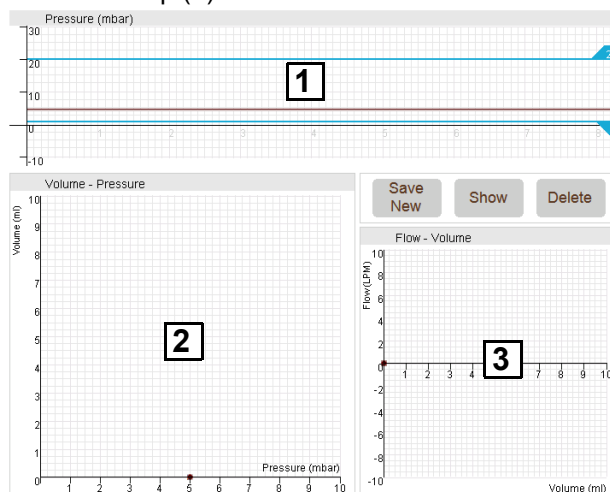 Pressure (mbar)
30
20
2
1
10
0
1 2 3 4 5 6 7 8
-10
Volume - Pressure
Save
New
Show
Delete
Volume (ml)
10
9
8
7
6
5
4
3
2
1
0
2
Pressure (mbar)
1 2 3 4 5 6 7 8 9 10
Flow - Volume
Flow(LPM)
10
8
6
4
2
0
-2
-4
-6
-8
-10
3
1 2 3 4 7 8 9 10
Volume (ml)